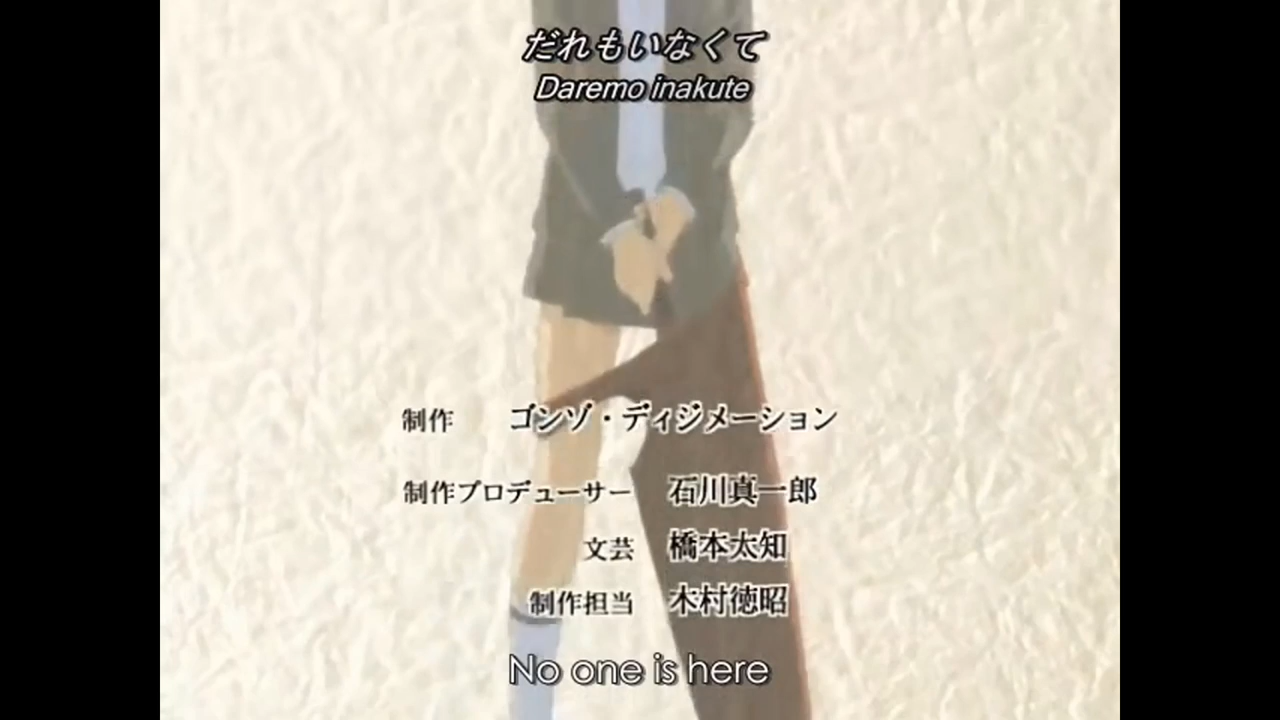 だれもいなくて
Daremo inakute
制作 ゴンゾ・ディジメーション
制作プロデューサー 石川真一郎
文芸 橋本太知
制作担当 木村徳昭
No one is here